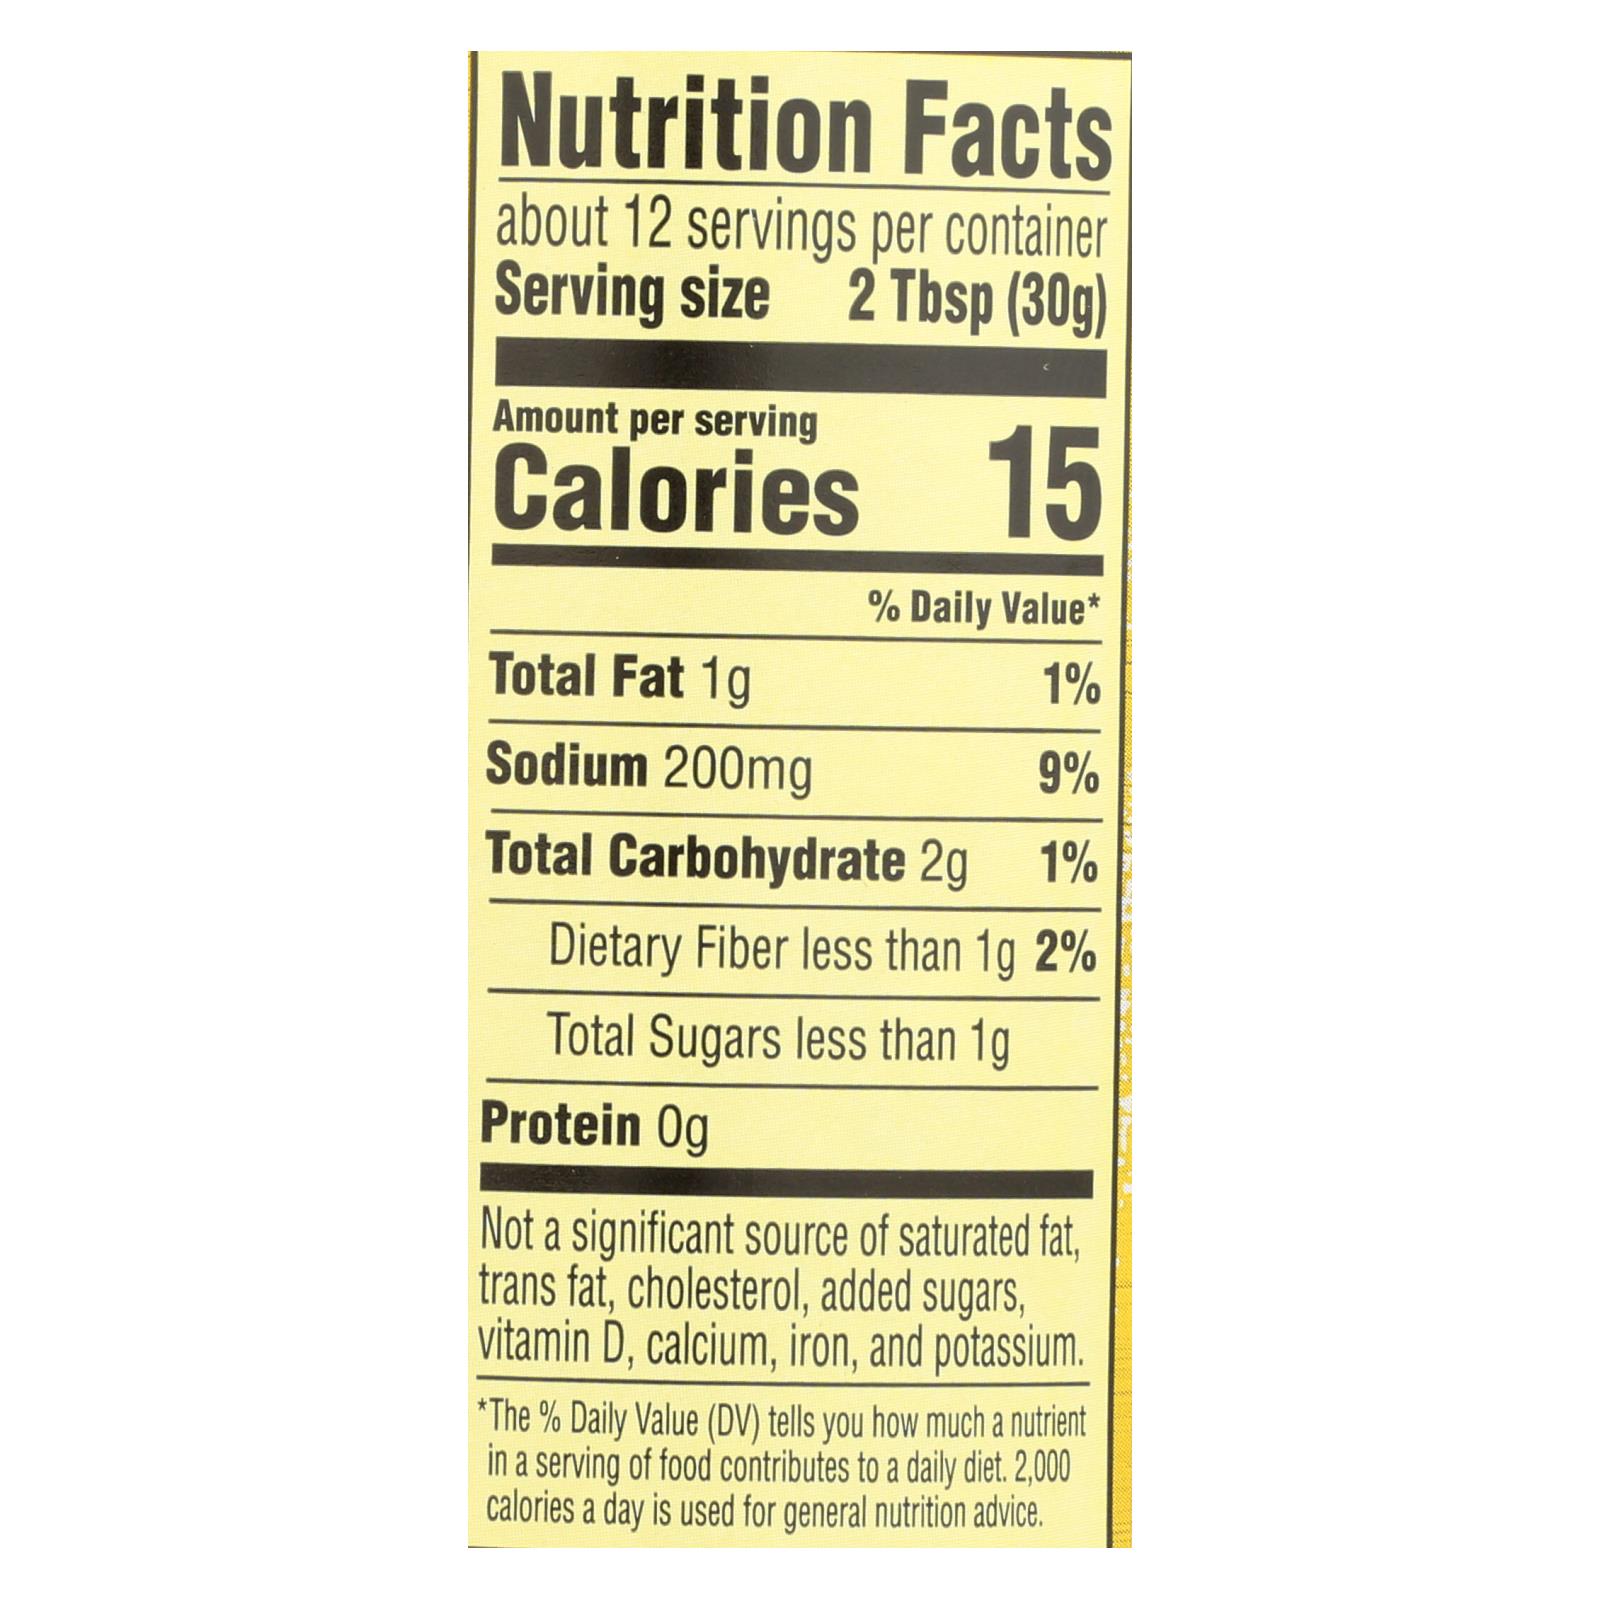 Nutrition Facts
about 12 servings per container
Serving size 2 Tbsp (30g)
Amount per serving
Calories 15
% Daily Value*
Total Fat 1g 1%
Sodium 200mg 9%
Total Carbohydrate 2g 1%
Dietary Fiber less than 1g 2%
Total Sugars less than 1g
Protein 0g
Not a significant source of saturated fat,
trans fat, cholesterol, added sugars,
vitamin D, calcium, iron, and potassium.
*The % Daily Value (DV) tells you how much a nutrient
in a serving of food contributes to a daily diet. 2,000
calories a day is used for general nutrition advice.